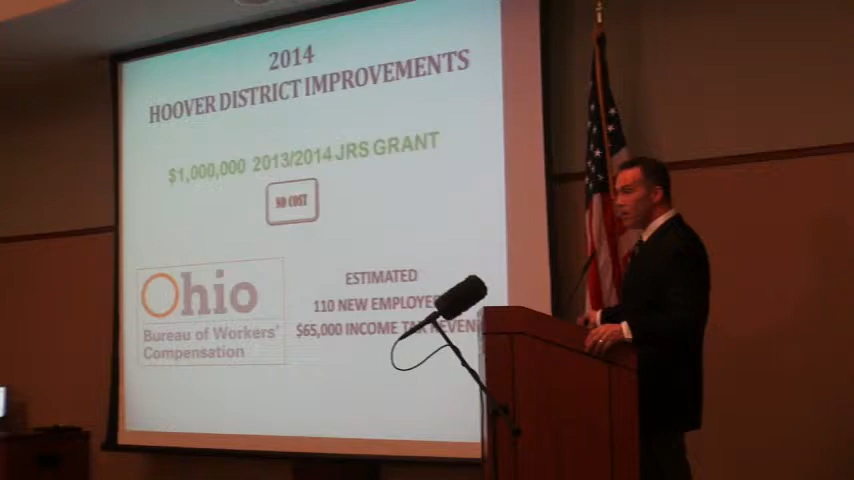 2014
HOOVER DISTRICT IMPROVEMENTS
$1,000,000 2013/2014 JRS GRANT
NO COST
Ohio
Bureau of Workers'
Compensation
ESTIMATED
110 NEW EMPLOYE
$65,000 INCOME TAX REVEN